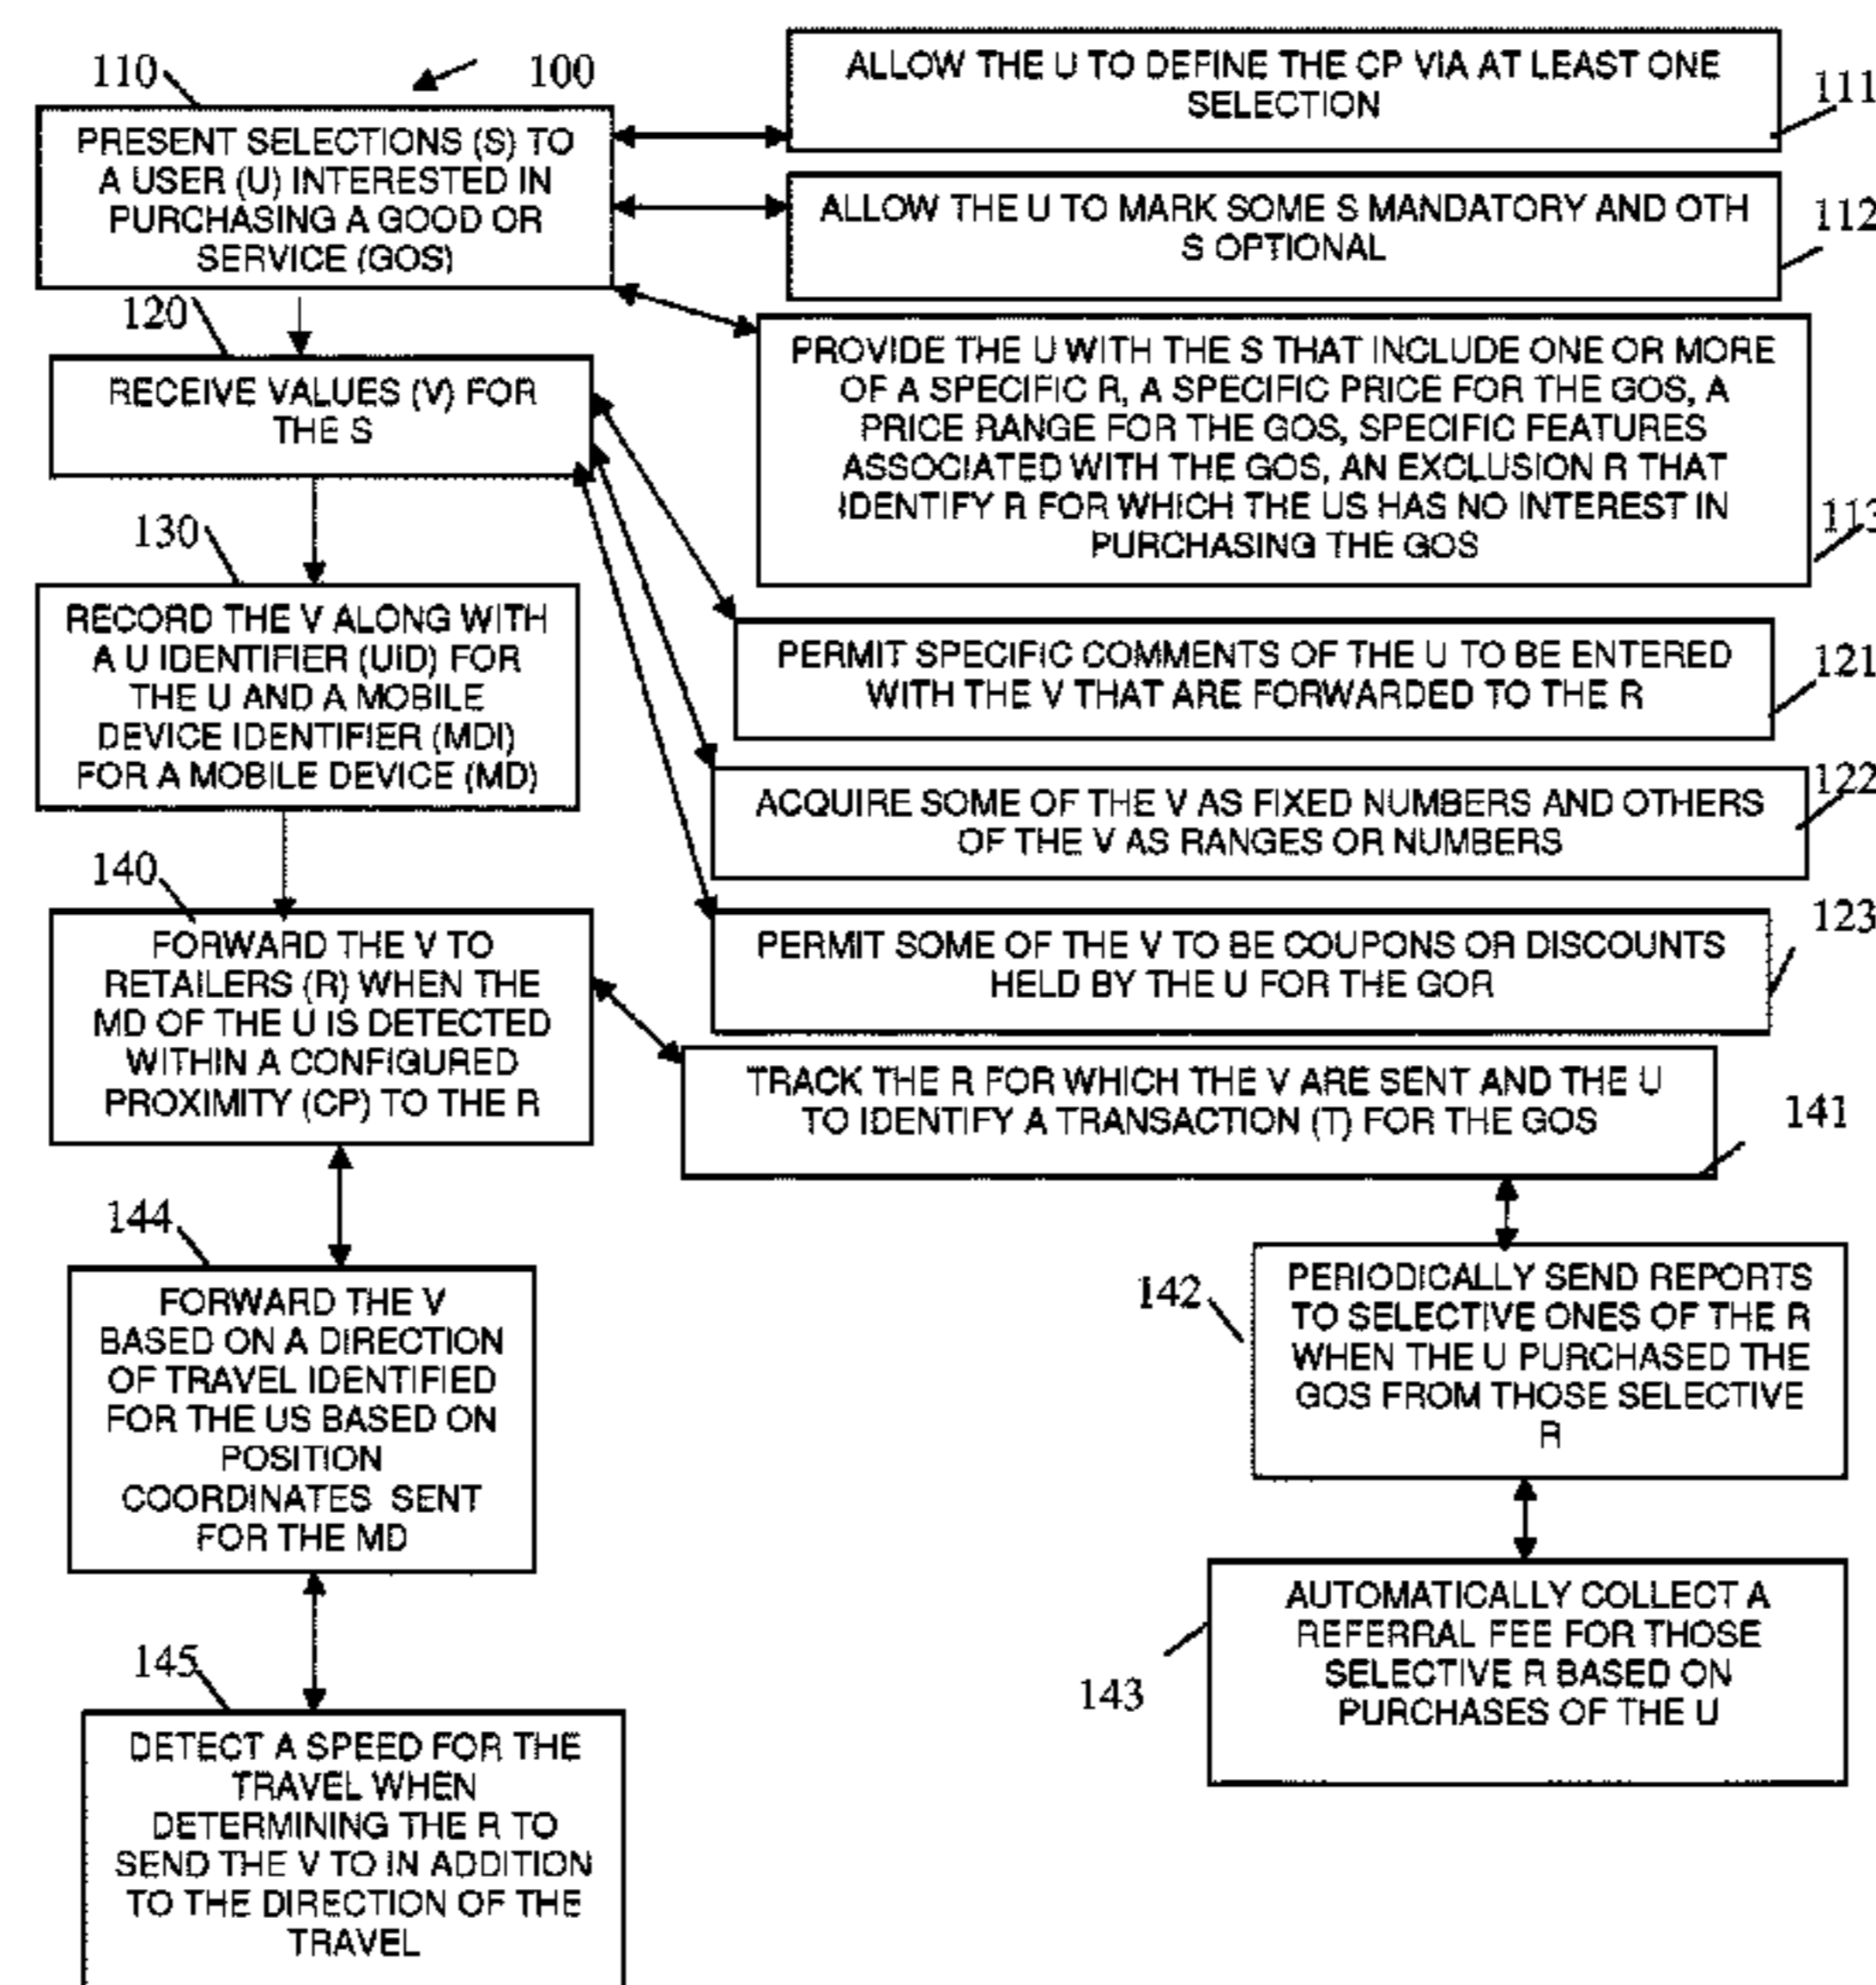 100
110
PRESENT SELECTIONS (S) TO
A USER (U) INTERESTED IN
PURCHASING A GOOD OR
SERVICE (GOS)
ALLOW THE U TO DEFINE THE CP VIA AT LEAST ONE
SELECTION
111
ALLOW THE U TO MARK SOME S MANDATORY AND OTH
S OPTIONAL
112
PROVIDE THE U WITH THE S THAT INCLUDE ONE OR MORE
OF A SPECIFIC R, A SPECIFIC PRICE FOR THE GOS, A
PRICE RANGE FOR THE GOS, SPECIFIC FEATURES
ASSOCIATED WITH THE GOS, AN EXCLUSION R THAT
IDENTIFY R FOR WHICH THE US HAS NO INTEREST IN
PURCHASING THE GOS
113
120
RECEIVE VALUES (V) FOR
THE S
PERMIT SPECIFIC COMMENTS OF THE U TO BE ENTERED
WITH THE V THAT ARE FORWARDED TO THE R
121
ACQUIRE SOME OF THE V AS FIXED NUMBERS AND OTHERS
OF THE V AS RANGES OR NUMBERS
122
PERMIT SOME OF THE V TO BE COUPONS OR DISCOUNTS
HELD BY THE U FOR THE GOR
123
130
RECORD THE V ALONG WITH
A U IDENTIFIER (UID) FOR
THE U AND A MOBILE
DEVICE IDENTIFIER (MDI)
FOR A MOBILE DEVICE (MD)
140
FORWARD THE V TO
RETAILERS (R) WHEN THE
MD OF THE U IS DETECTED
WITHIN A CONFIGURED
PROXIMITY (CP) TO THE R
TRACK THE R FOR WHICH THE V ARE SENT AND THE U
TO IDENTIFY A TRANSACTION (T) FOR THE GOS
141
142
PERIODICALLY SEND REPORTS
TO SELECTIVE ONES OF THE R
WHEN THE U PURCHASED THE
GOS FROM THOSE SELECTIVE
R
143
AUTOMATICALLY COLLECT A
REFERRAL FEE FOR THOSE
SELECTIVE R BASED ON
PURCHASES OF THE U
144
FORWARD THE V
BASED ON A DIRECTION
OF TRAVEL IDENTIFIED
FOR THE US BASED ON
POSITION
COORDINATES SENT
FOR THE MD
145
DETECT A SPEED FOR THE
TRAVEL WHEN
DETERMINING THE R TO
SEND THE V TO IN ADDITION
TO THE DIRECTION OF THE
TRAVEL